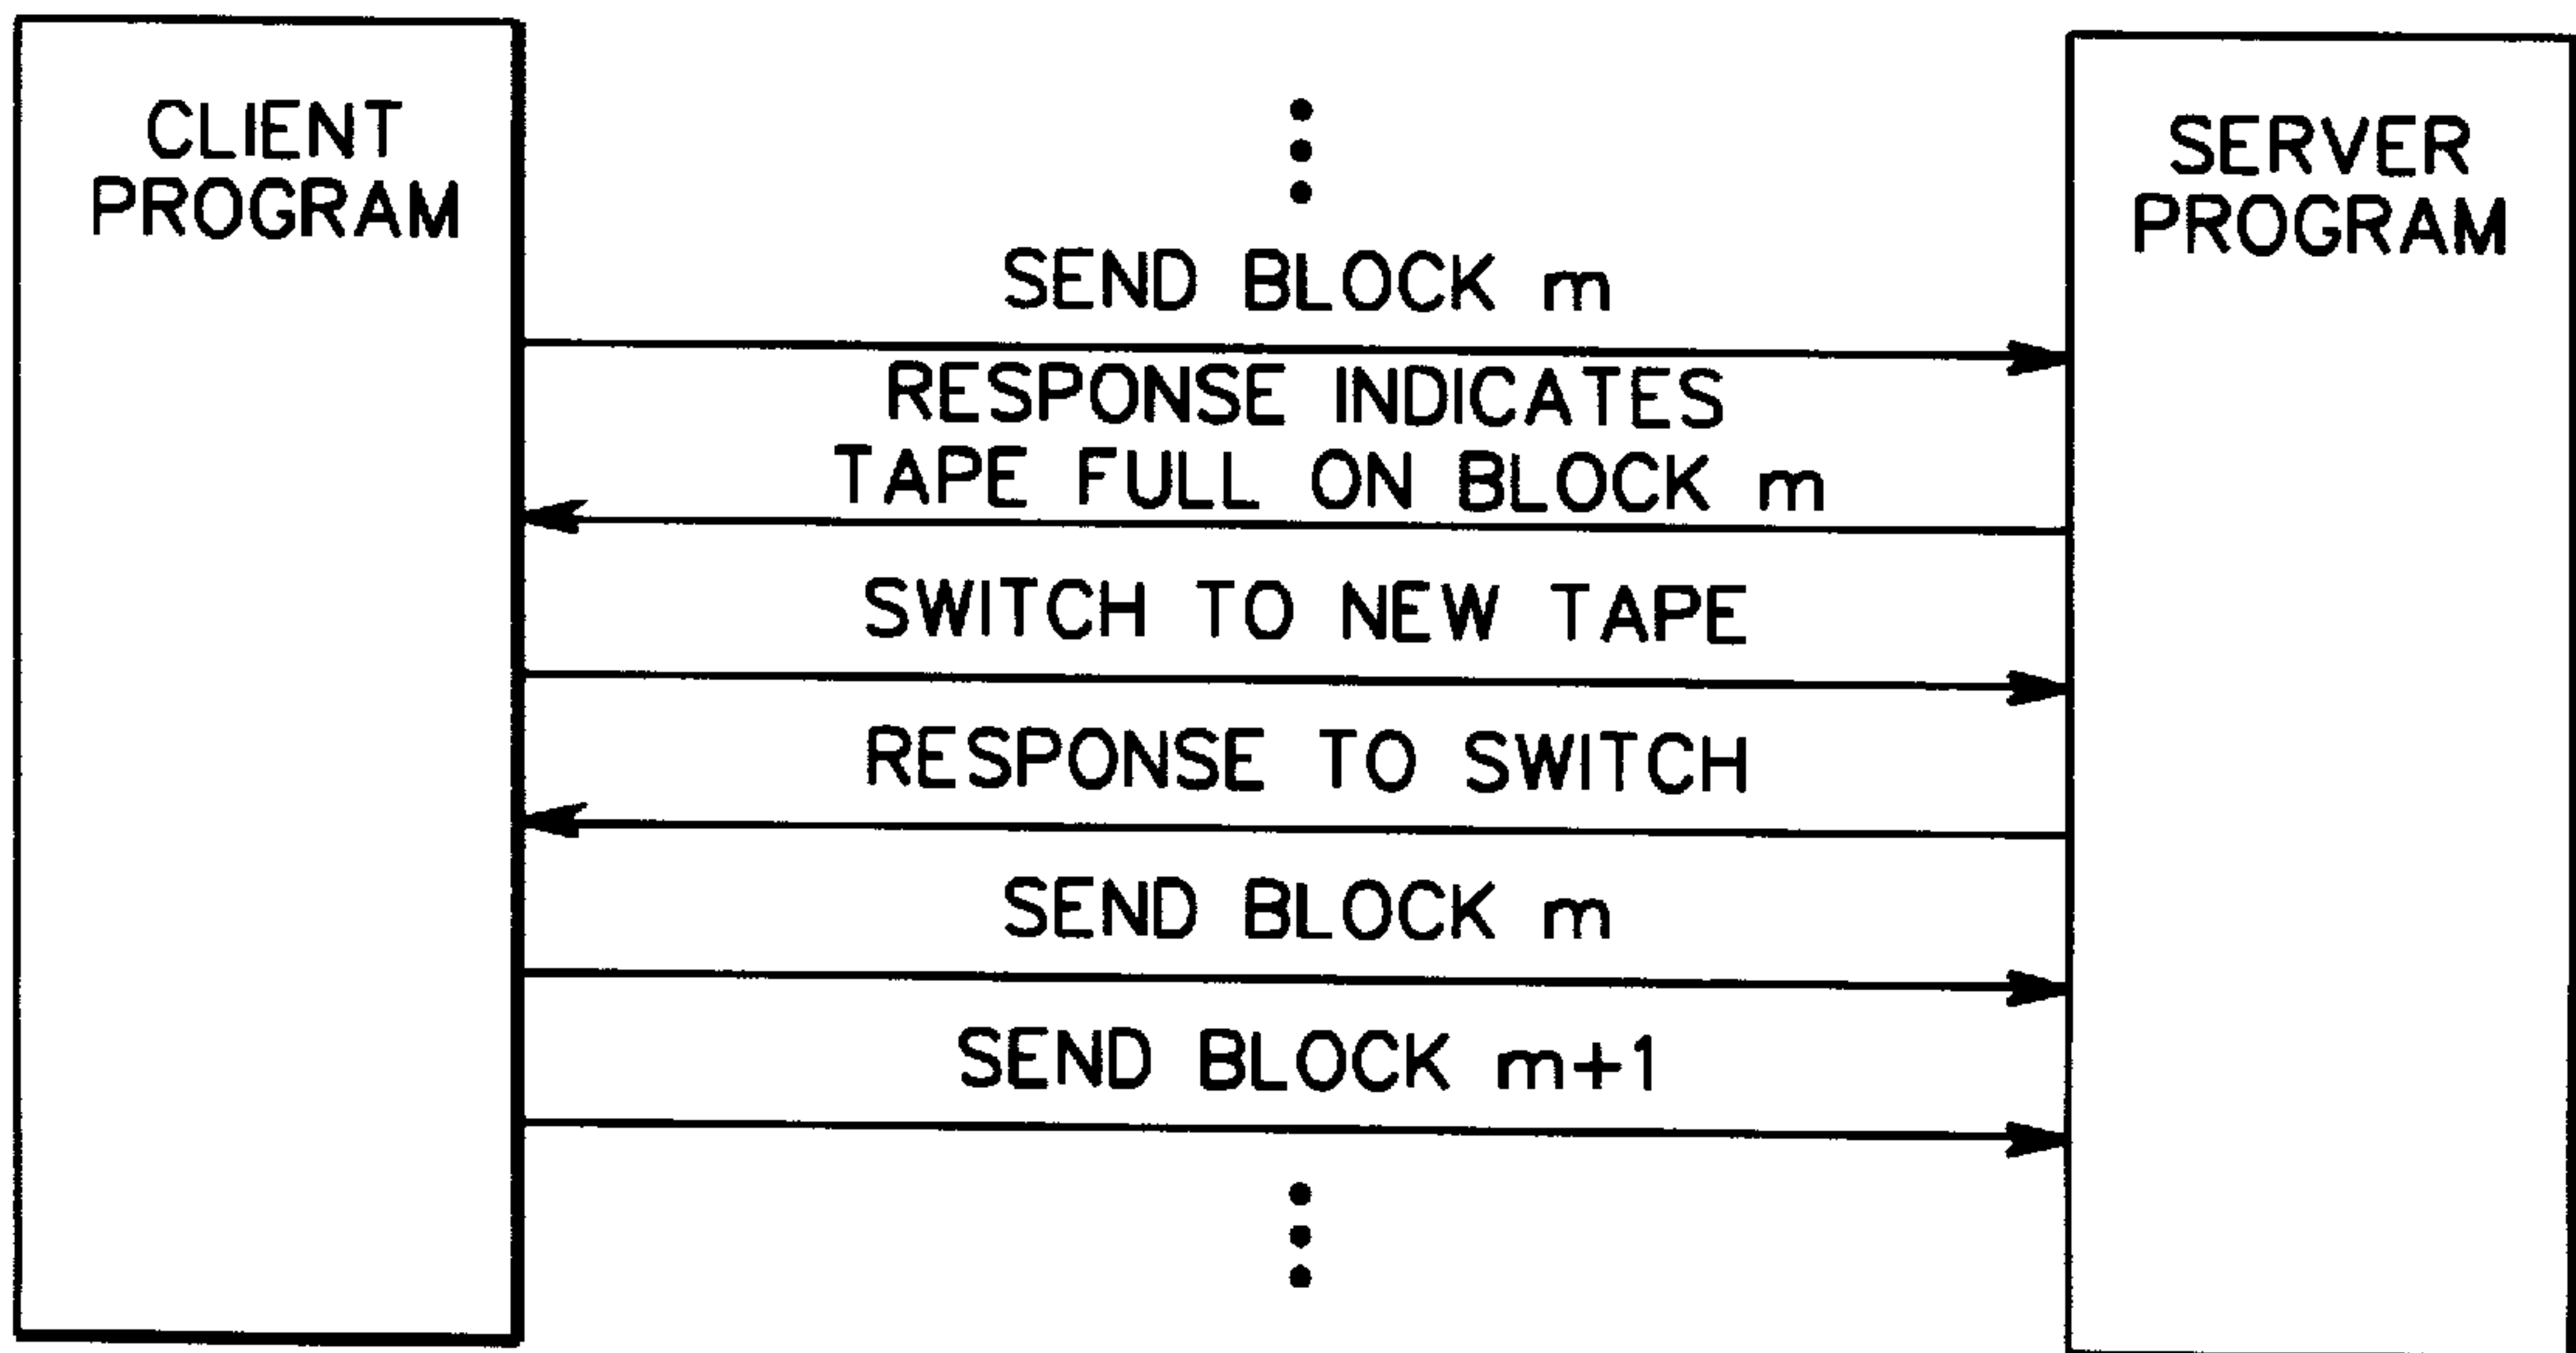 CLIENT
PROGRAM
SERVER
PROGRAM
SEND BLOCK m
RESPONSE INDICATES
TAPE FULL ON BLOCK m
SWITCH TO NEW TAPE
RESPONSE TO SWITCH
SEND BLOCK m
SEND BLOCK m+1